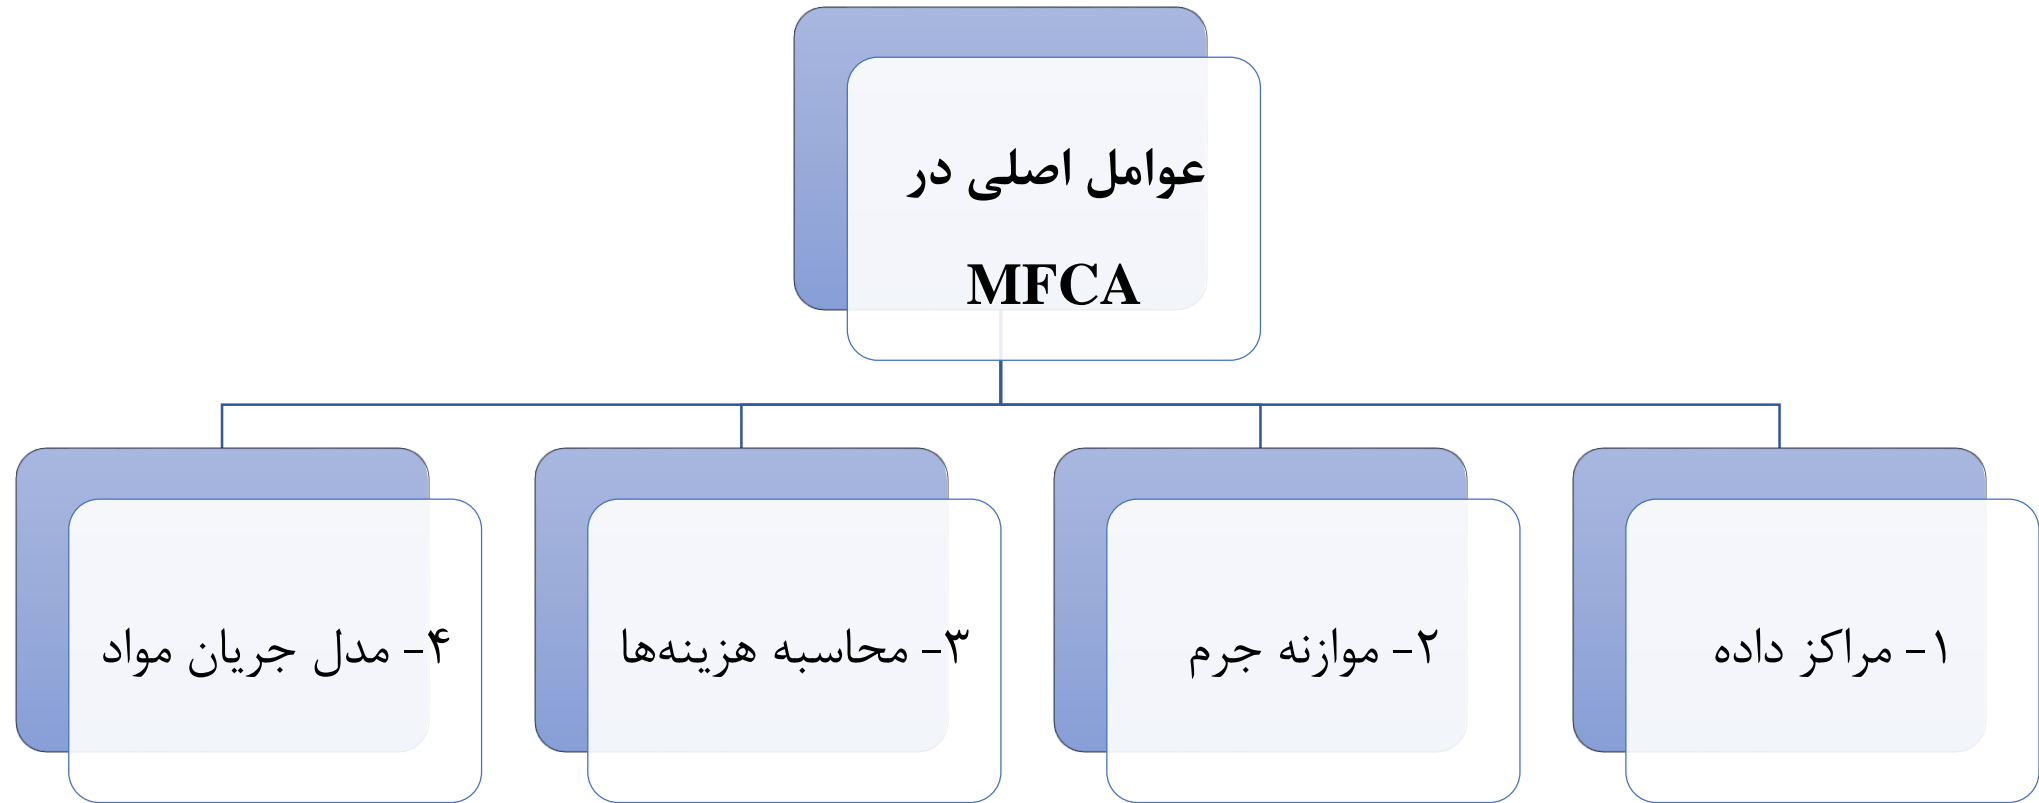 عوامل اصلی در
MFCA
۱- مراکز داده
۲- موازنه جرم
۳- محاسبه هزینه‌ها
۴- مدل جریان مواد